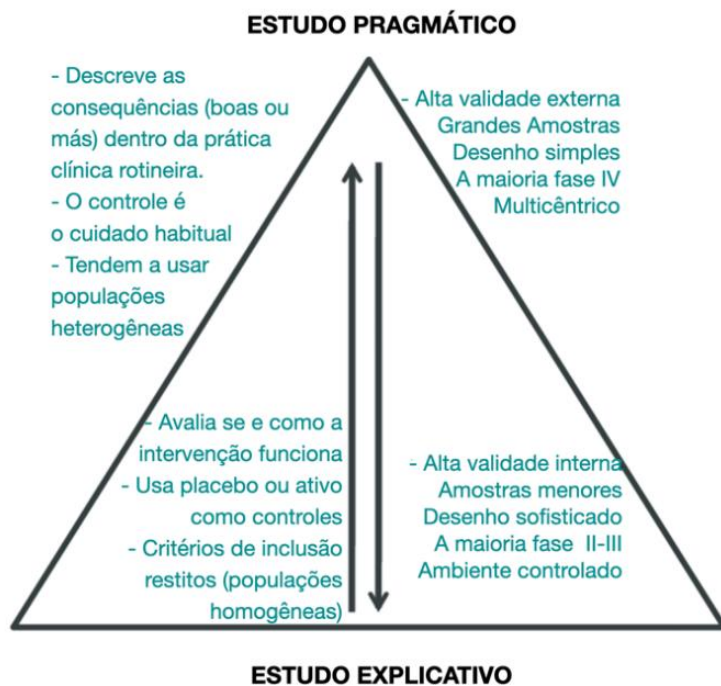 ESTUDO PRAGMÁTICO
- Descreve as
consequências (boas ou
más) dentro da prática
clínica rotineira.
- O controle é
o cuidado habitual
- Tendem a usar
populações
heterogêneas
- Alta validade externa
Grandes Amostras
Desenho simples
A maioria fase IV
Multicêntrico
- Avalia se e como a
intervenção funciona
- Usa placebo ou ativo
como controles
- Critérios de inclusão
restitos (populações
homogêneas)
- Alta validade interna
Amostras menores
Desenho sofisticado
A maioria fase II-III
Ambiente controlado
ESTUDO EXPLICATIVO